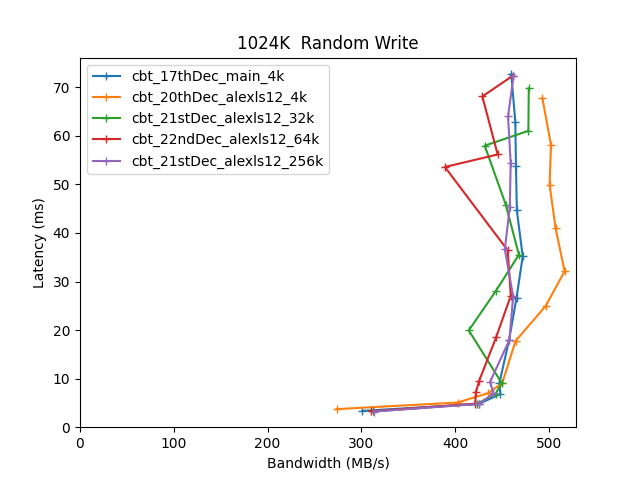 1024K  Random Write
cbt_17thDec_main_4k
cbt_20thDec_alexls12_4k
cbt_21stDec_alexls12_32k
cbt_22ndDec_alexls12_64k
cbt_21stDec_alexls12_256k
Latency (ms)
70
60
50
40
30
20
10
0
0 100 200 300 400 500
Bandwidth (MB/s)